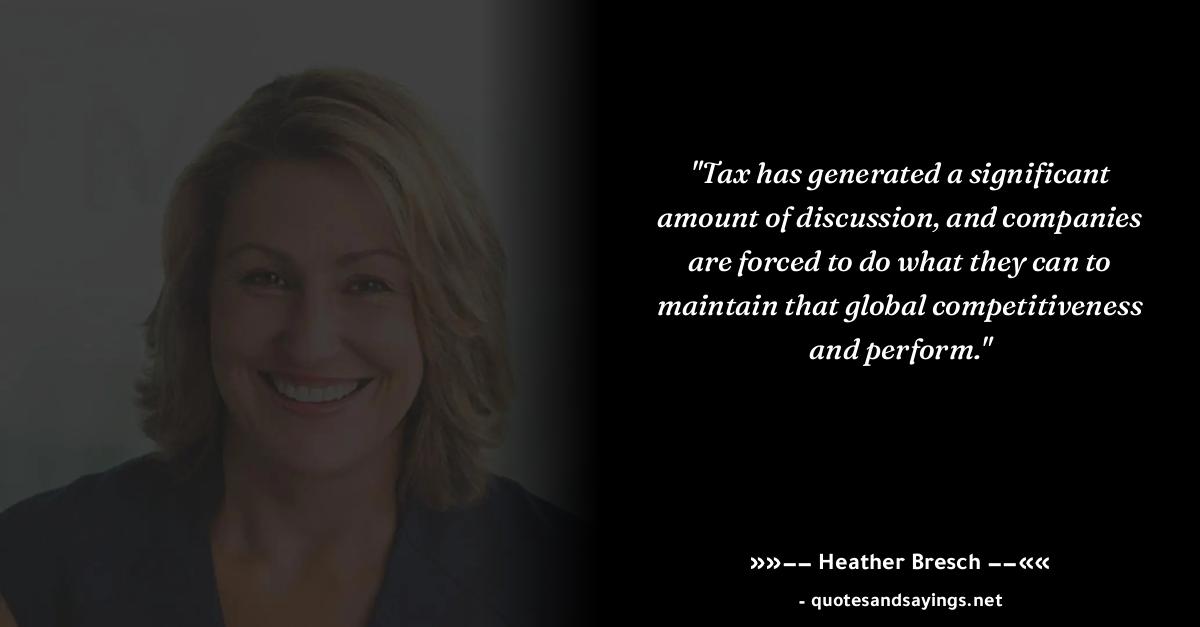 "Tax has generated a significant
amount of discussion, and companies
are forced to do what they can to
maintain that global competitiveness
and perform."
»»−− Heather Bresch −−««
- quotesandsayings.net